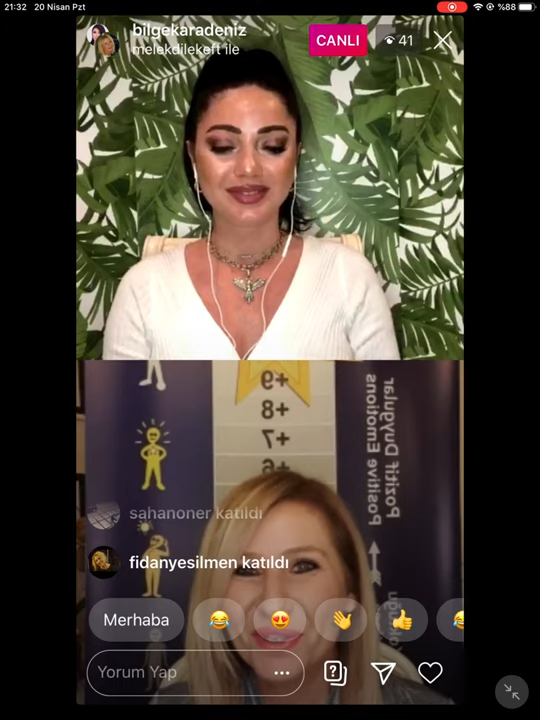 21:32 20 Nisan Pzt
%88
bilgekaradeniz
melekdilekeft ile
CANLI
41
+9
+8
+7
+6
Positive Emotions
Pozitif Duygular
sahanoner katıldı
fidanyesilmen katıldı
Merhaba
Yorum Yap